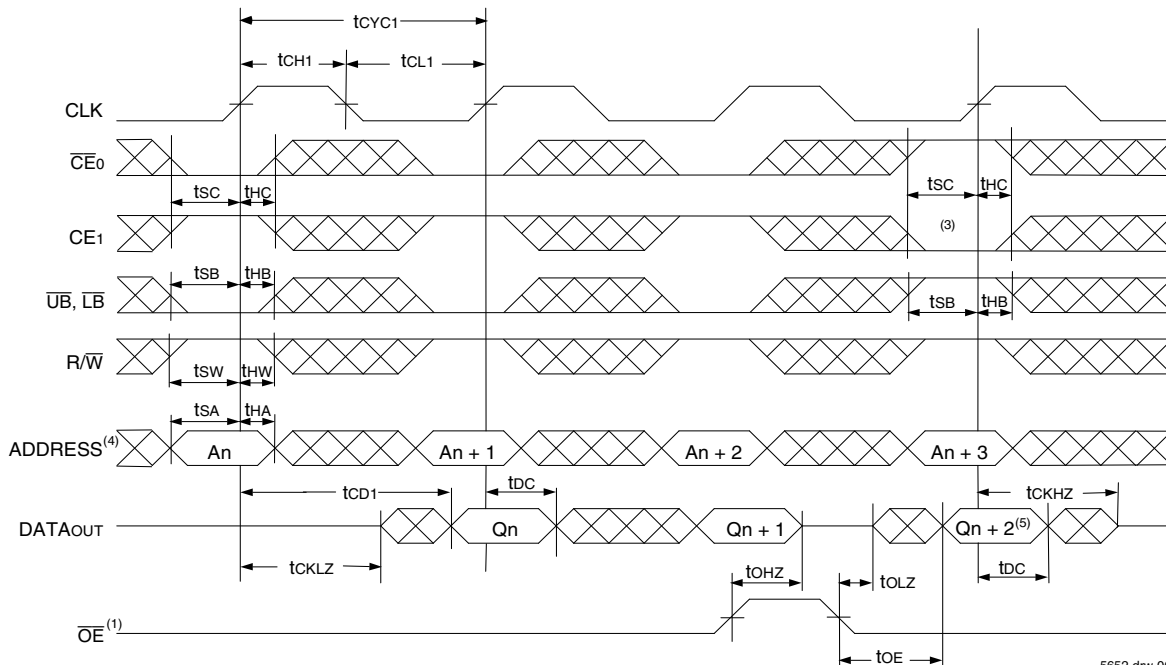 tCYC1
tCH1
tCL1
CLK
CE0
tSC
tHC
tSC
tHC
CE1
(3)
tSB
tHB
UB, LB
tSB
tHB
R/W
tSW
tHW
tSA
tHA
ADDRESS(4)
An
An + 1
An + 2
An + 3
tCD1
tDC
tCKHZ
DATAOUT
Qn
Qn + 1
Qn + 2(5)
tCKLZ
tOHZ
tOLZ
tDC
OE(1)
tOE